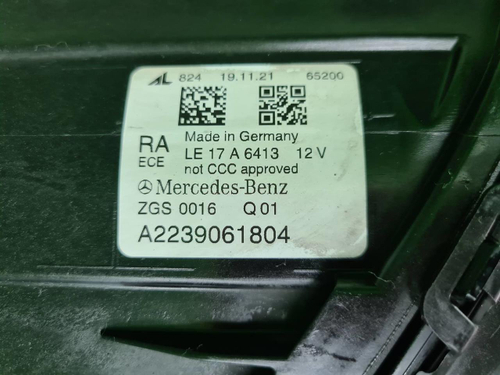 AL 824 19.11.21 65200
Made in Germany
RA LE 17 A 6413 12 V
ECE not CCC approved
Mercedes-Benz
ZGS 0016 Q 01
A2239061804